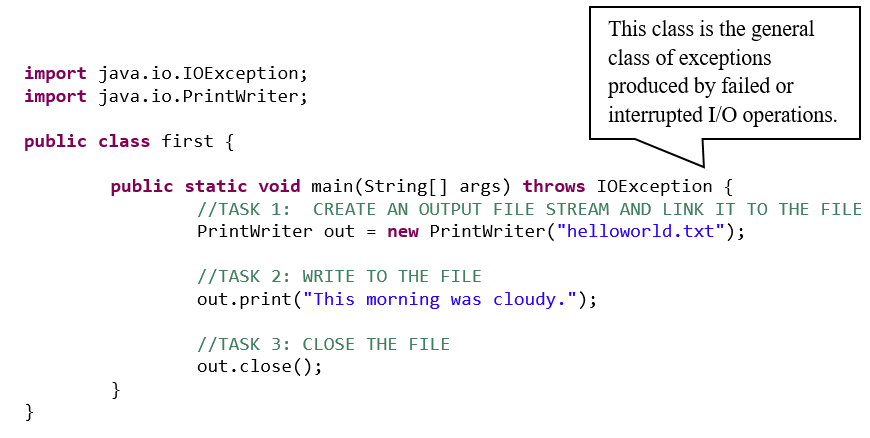 This class is the general
class of exceptions
produced by failed or
interrupted I/O operations.
import java.io.IOException;
import java.io.PrintWriter;
public class first {
public static void main(String[] args) throws IOException {
//TASK 1:  CREATE AN OUTPUT FILE STREAM AND LINK IT TO THE FILE
PrintWriter out = new PrintWriter("helloworld.txt");
//TASK 2: WRITE TO THE FILE
out.print("This morning was cloudy.");
//TASK 3: CLOSE THE FILE
out.close();
}
}